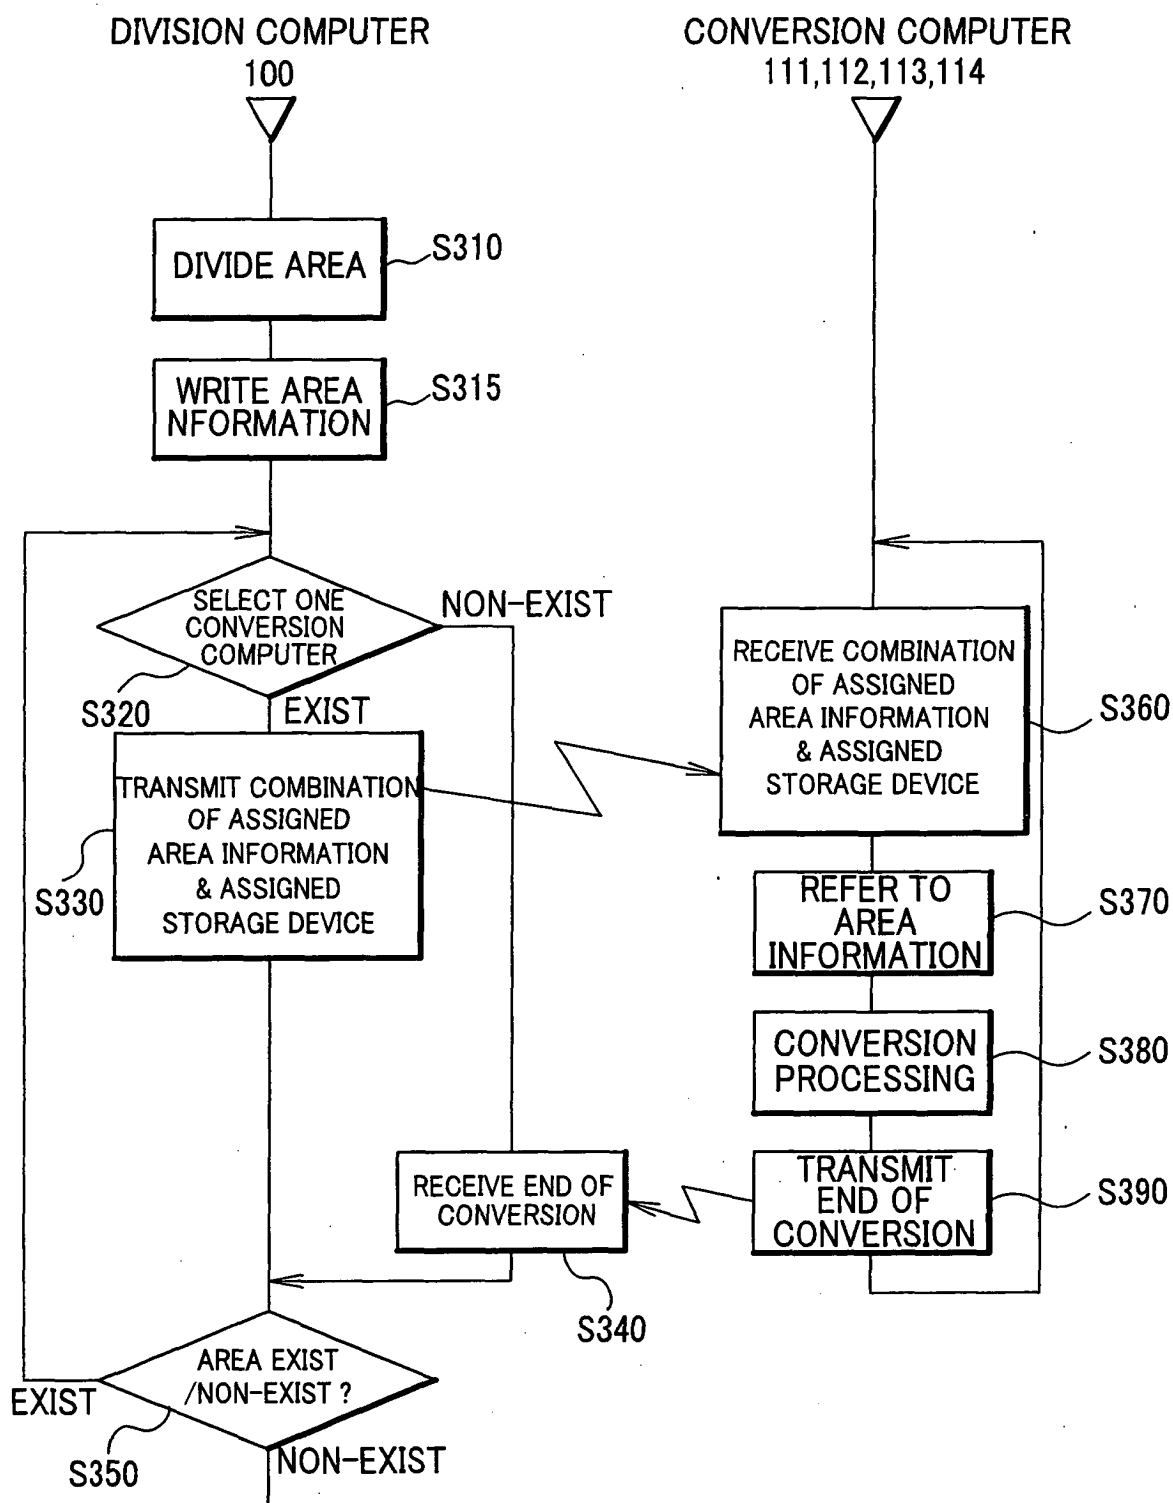 DIVISION COMPUTER
100
CONVERSION COMPUTER
111,112,113,114
DIVIDE AREA
S310
WRITE AREA
NFORMATION
S315
SELECT ONE
CONVERSION
COMPUTER
NON-EXIST
S320
EXIST
TRANSMIT COMBINATION
OF ASSIGNED
AREA INFORMATION
& ASSIGNED
STORAGE DEVICE
S330
RECEIVE COMBINATION
OF ASSIGNED
AREA INFORMATION
& ASSIGNED
STORAGE DEVICE
S360
REFER TO
AREA
INFORMATION
S370
CONVERSION
PROCESSING
S380
TRANSMIT
END OF
CONVERSION
S390
RECEIVE END OF
CONVERSION
S340
AREA EXIST
/NON-EXIST ?
EXIST
S350
NON-EXIST